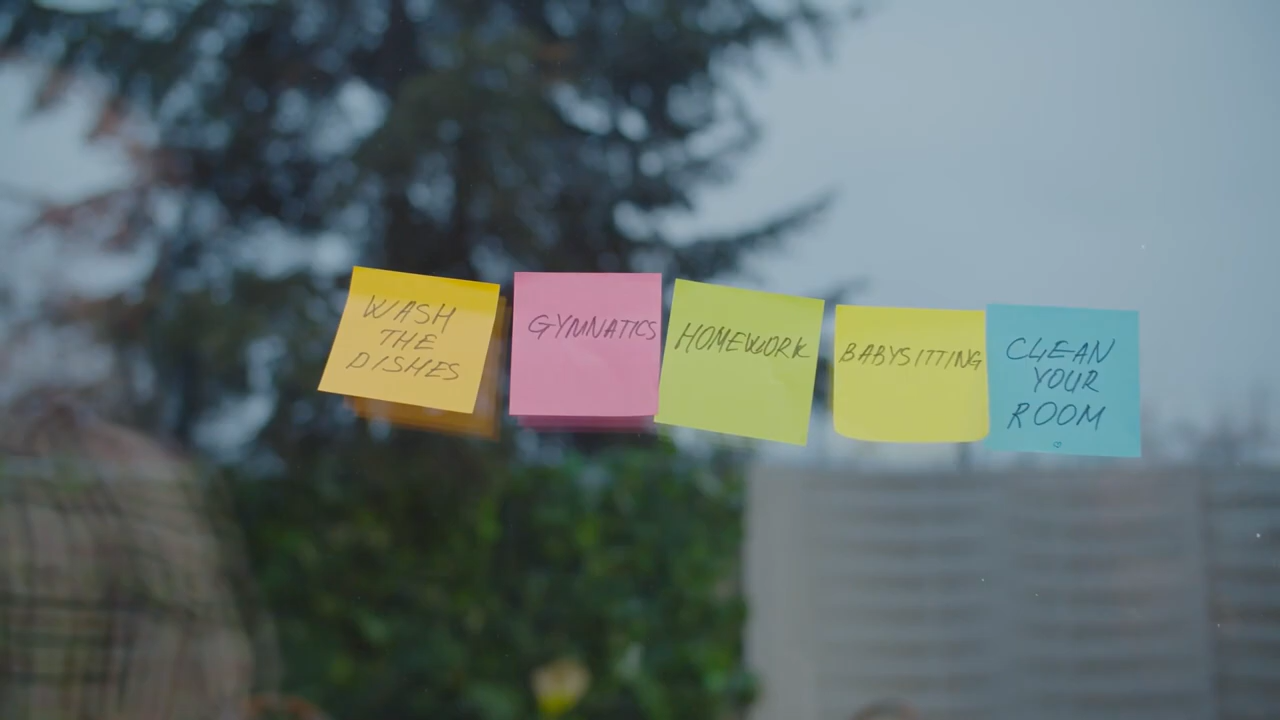 WASH
THE
DISHES
GYMNATICS
HOMEWORK
BABYSITTING
CLEAN
YOUR
ROOM